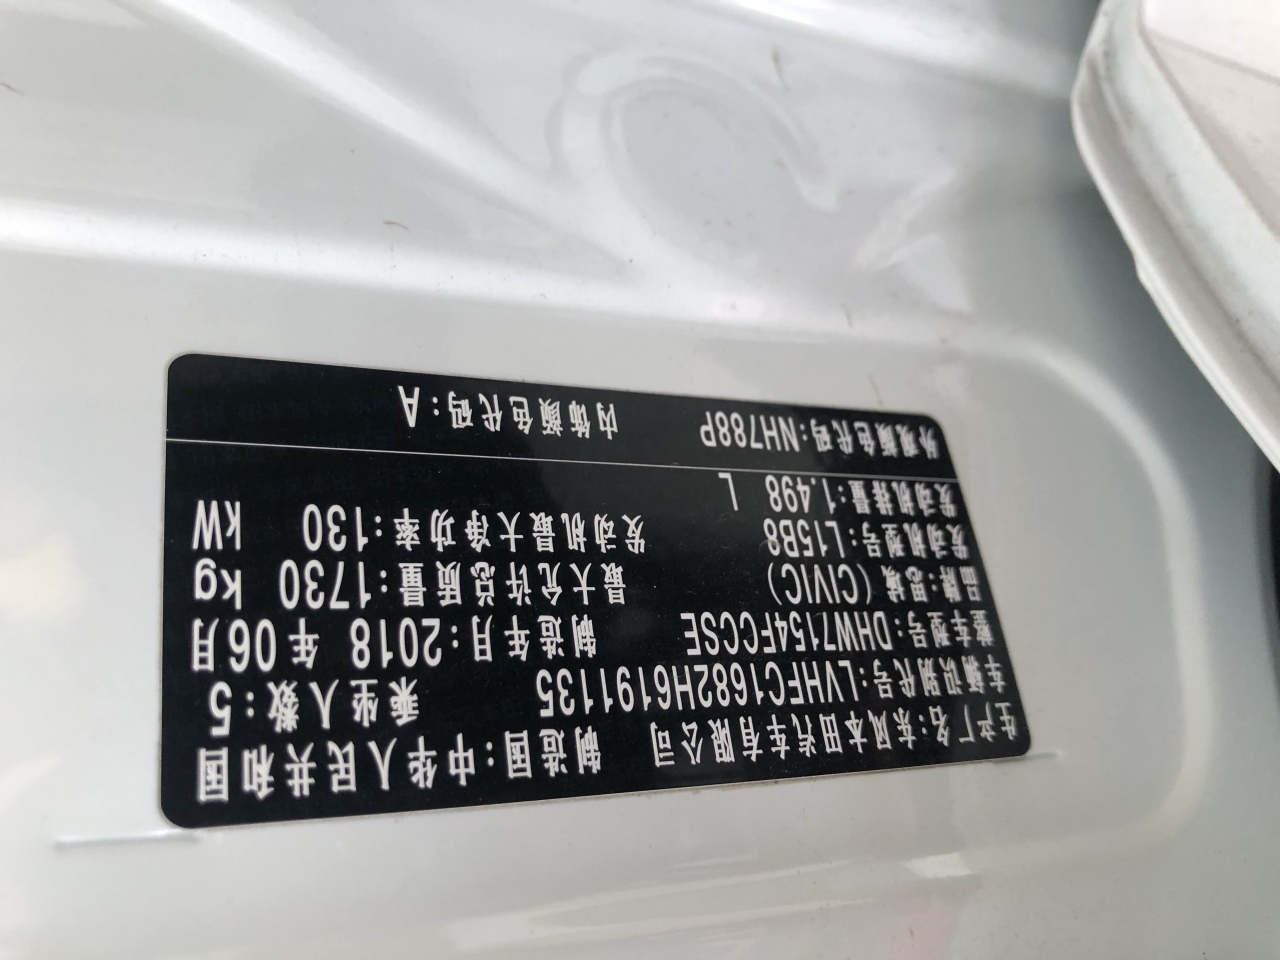 生产厂名:东风本田汽车有限公司 制造国:中华人民共和国
车辆识别代号:LVHFC1682H6191135 乘坐人数:5
整车型号:DHW7154FCCSE 制造年月:2018 年 06月
品牌:思域(CIVIC) 最大允许总质量:1730 kg
发动机型号:L15B8 发动机最大净功率:130 kW
发动机排量:1.498 L
外观颜色代码:NH788P 内饰颜色代码:A